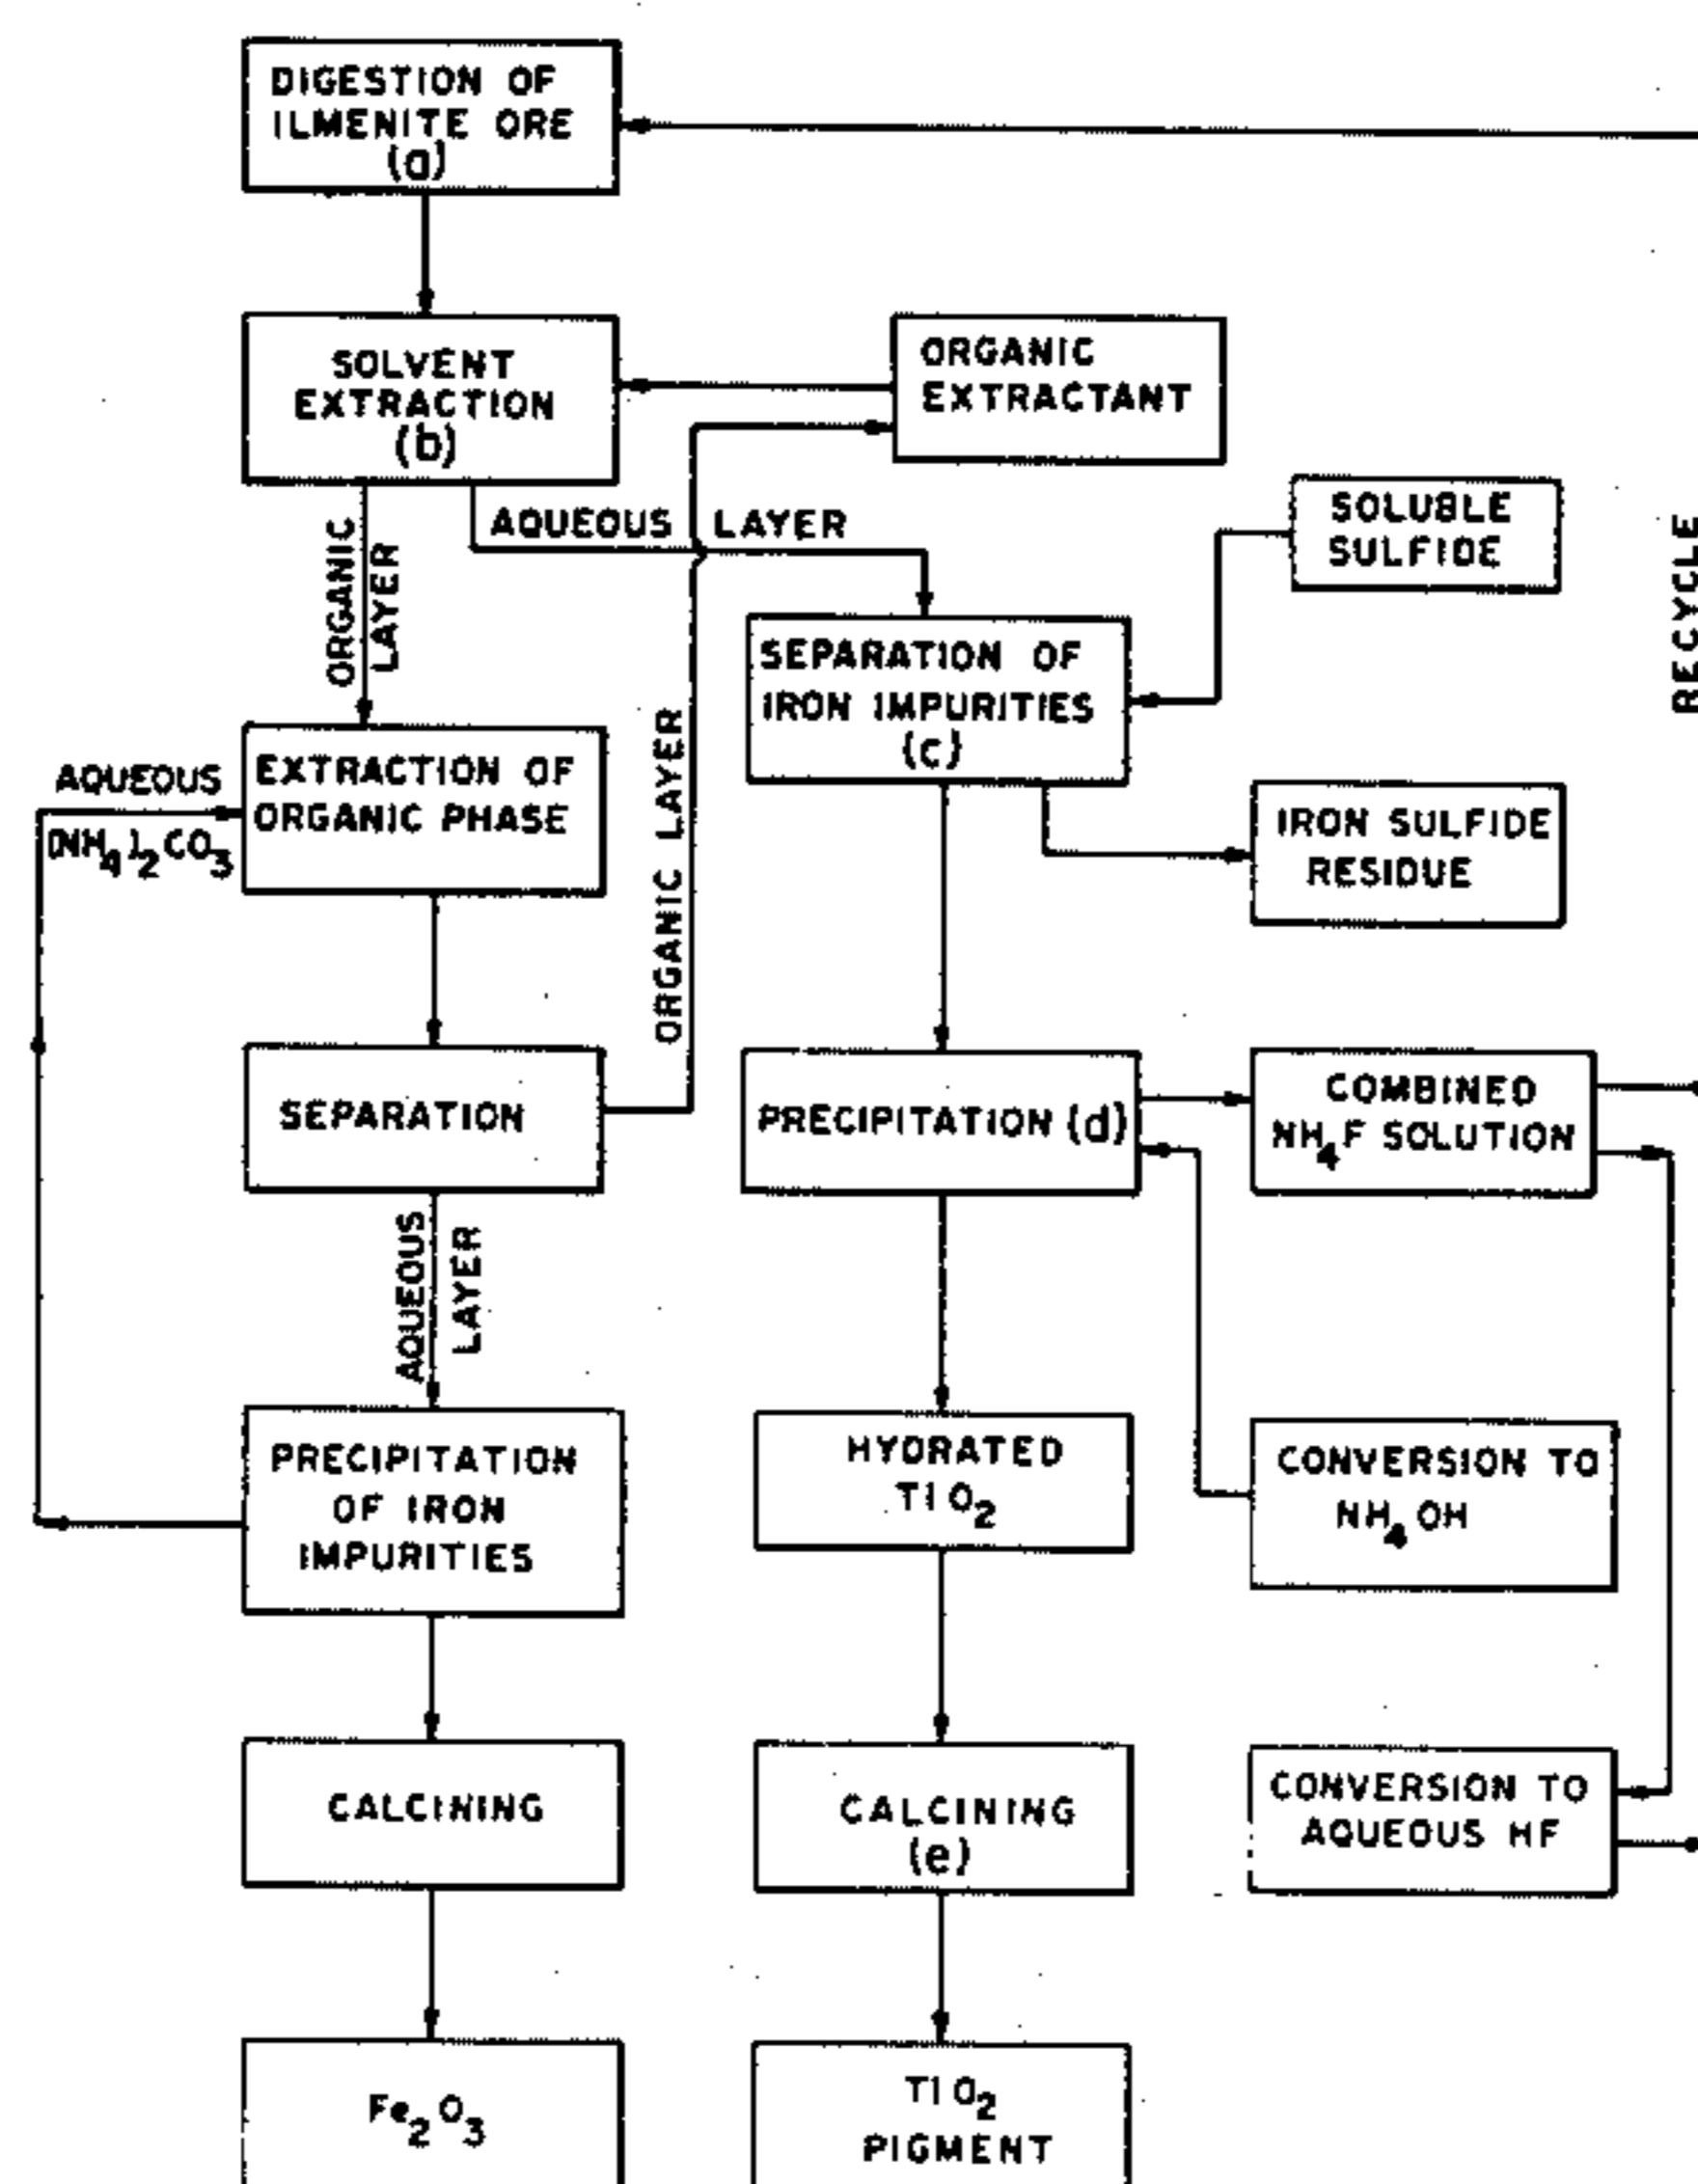 DIGESTION OF
ILMENITE ORE
(a)
SOLVENT
EXTRACTION
(b)
ORGANIC
EXTRACTANT
AQUEOUS LAYER
ORGANIC
LAYER
SOLUBLE
SULFIDE
RECYCLE
SEPARATION OF
IRON IMPURITIES
(c)
ORGANIC LAYER
AQUEOUS
(NH4)2CO3
EXTRACTION OF
ORGANIC PHASE
IRON SULFIDE
RESIDUE
SEPARATION
PRECIPITATION (d)
COMBINED
NH4F SOLUTION
AQUEOUS
LAYER
PRECIPITATION
OF IRON
IMPURITIES
HYDRATED
TiO2
CONVERSION TO
NH4OH
CALCINING
CALCINING
(e)
CONVERSION TO
AQUEOUS HF
Fe2O3
TiO2
PIGMENT